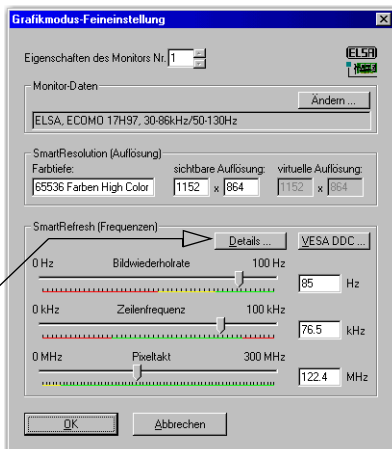 Grafikmodus-Feineinstellung
Eigenschaften des Monitors Nr. 1
ELSA
Monitor-Daten
Ändern ...
ELSA, ECOMO 17H97, 30-86kHz/50-130Hz
SmartResolution (Auflösung)
Farbtiefe: sichtbare Auflösung: virtuelle Auflösung:
65536 Farben High Color 1152 x 864 1152 x 864
SmartRefresh (Frequenzen)
Details ... VESA DDC ...
0 Hz Bildwiederholrate 100 Hz
85 Hz
0 kHz Zeilenfrequenz 100 kHz
76.5 kHz
0 MHz Pixeltakt 300 MHz
122.4 MHz
OK Abbrechen